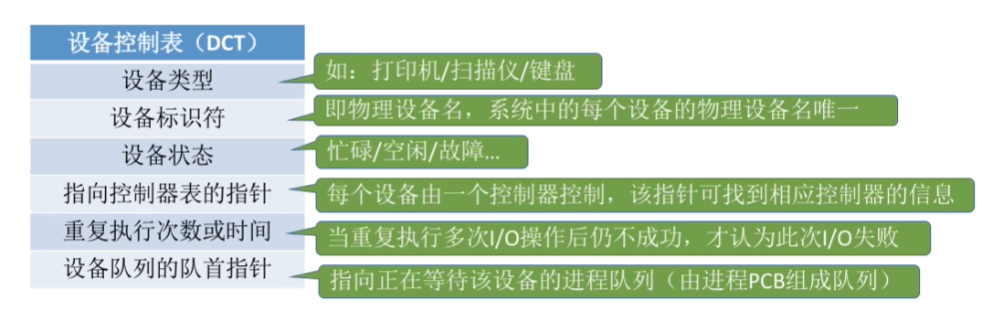 设备控制表（DCT）
设备类型
如：打印机/扫描仪/键盘
设备标识符
即物理设备名，系统中的每个设备的物理设备名唯一
设备状态
忙碌/空闲/故障...
指向控制器表的指针
每个设备由一个控制器控制，该指针可找到相应控制器的信息
重复执行次数或时间
当重复执行多次I/O操作后仍不成功，才认为此次I/O失败
设备队列的队首指针
指向正在等待该设备的进程队列（由进程PCB组成队列）